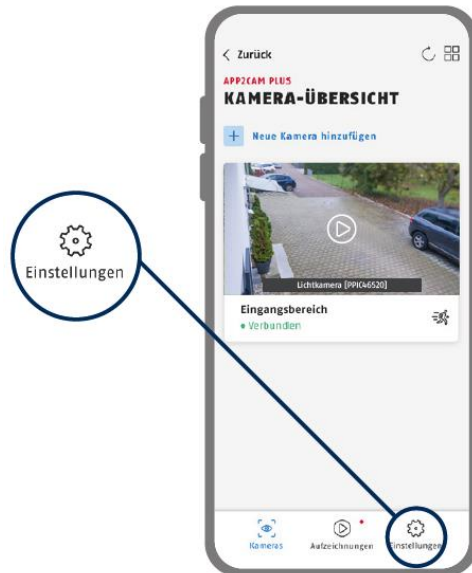 Zurück
APP2CAM PLUS
KAMERA-ÜBERSICHT
+ Neue Kamera hinzufügen
Lichtkamera [PPIC46520]
Eingangsbereich
• Verbunden
Einstellungen
Kameras
Aufzeichnungen
Einstellungen